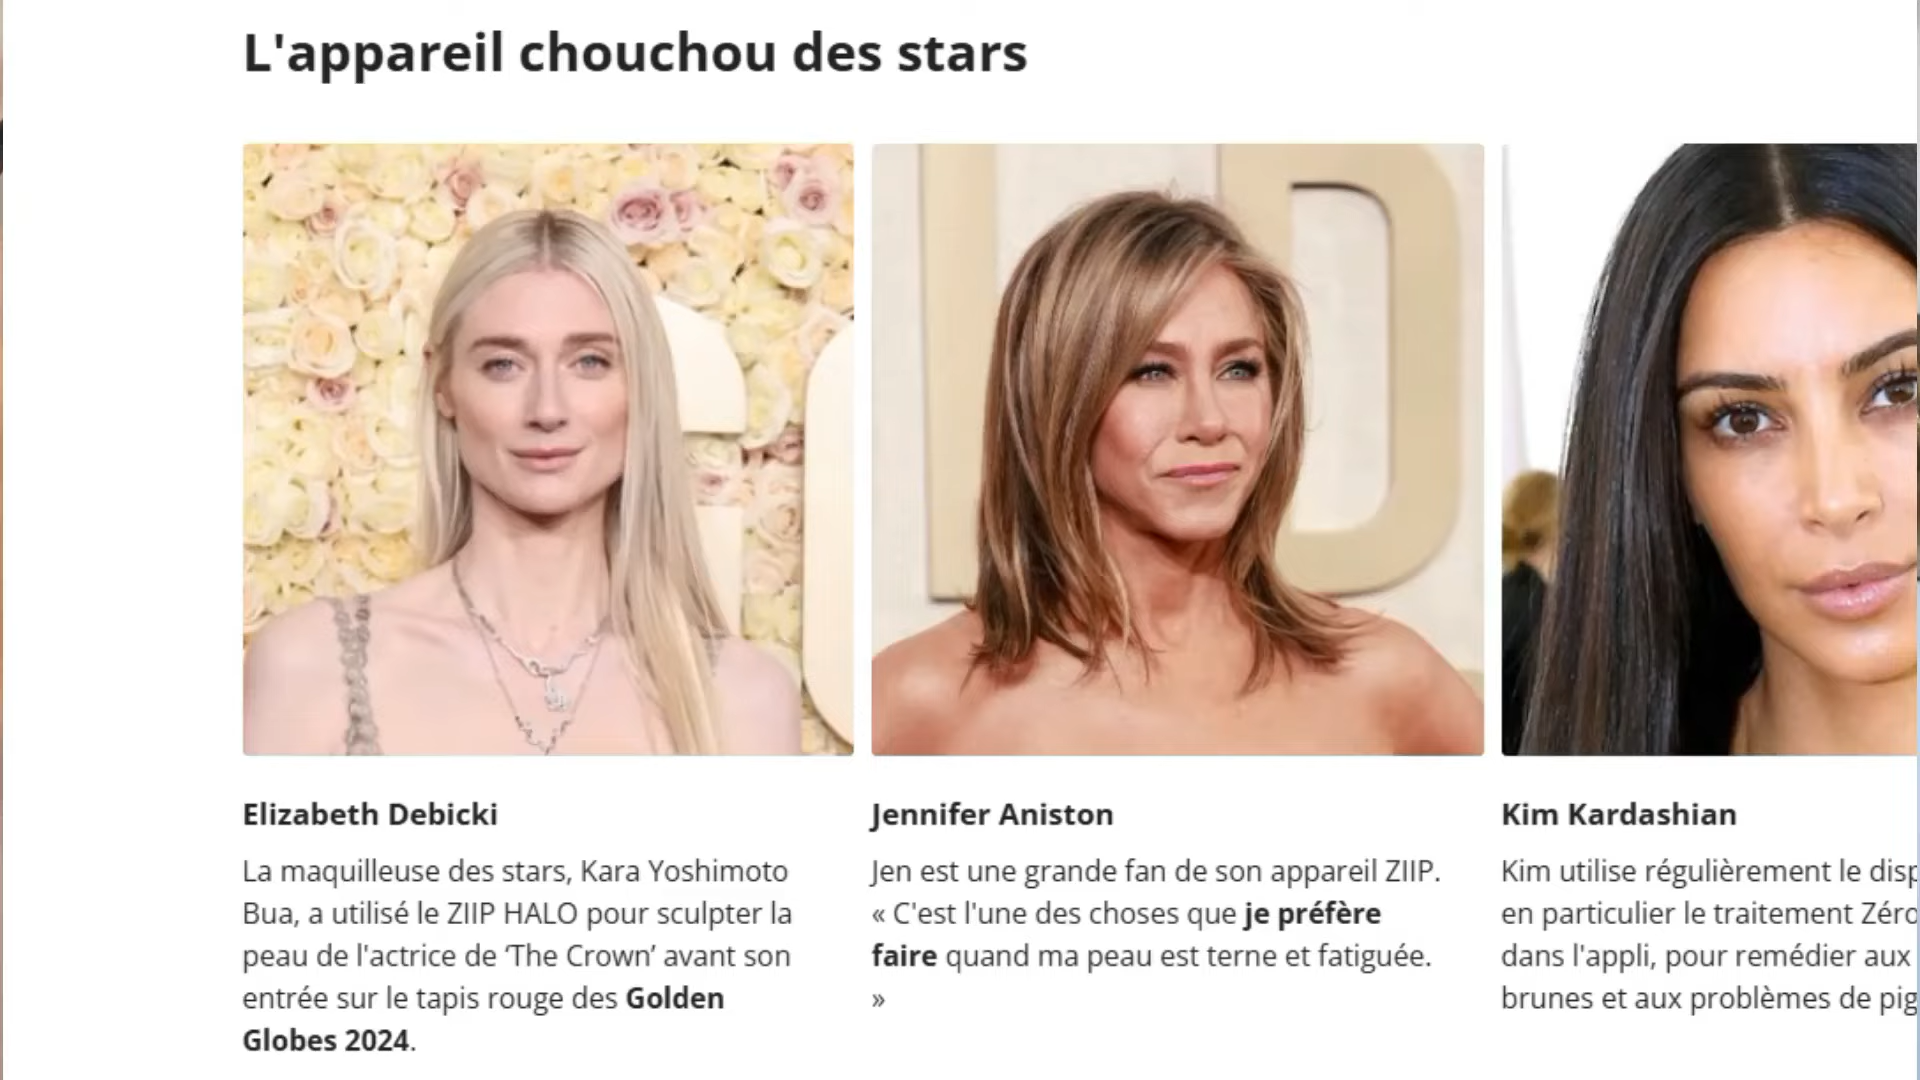 L'appareil chouchou des stars
Elizabeth Debicki
La maquilleuse des stars, Kara Yoshimoto
Bua, a utilisé le ZIIP HALO pour sculpter la
peau de l'actrice de ‘The Crown’ avant son
entrée sur le tapis rouge des Golden
Globes 2024.
Jennifer Aniston
Jen est une grande fan de son appareil ZIIP.
« C'est l'une des choses que je préfère
faire quand ma peau est terne et fatiguée.
»
Kim Kardashian
Kim utilise régulièrement le
en particulier le traitement
dans l'appli, pour remédier aux
brunes et aux problèmes de